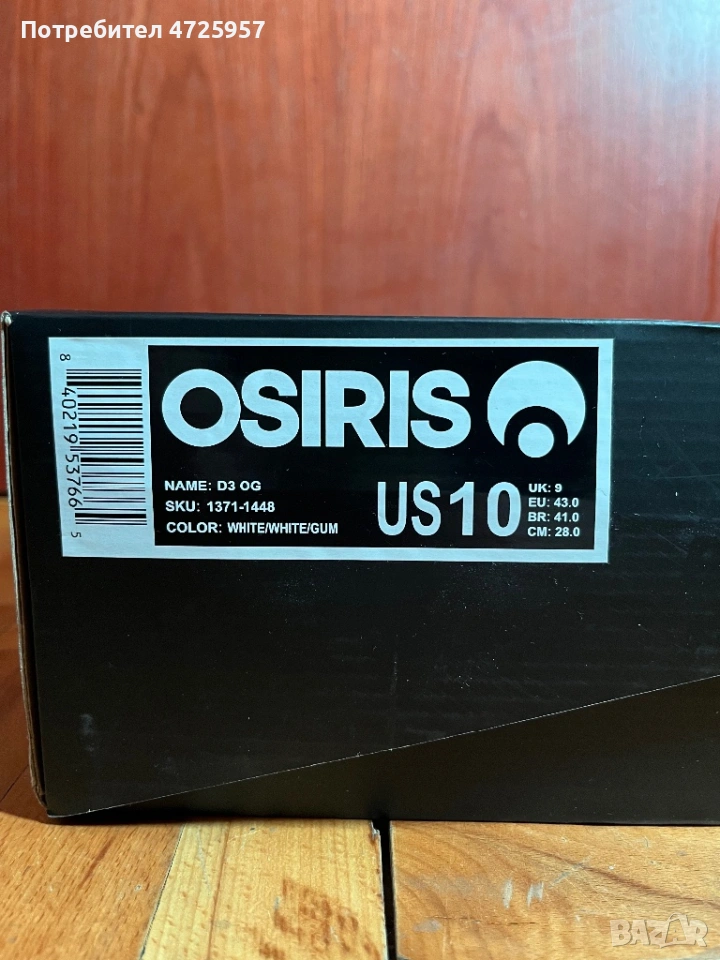 Потребител 4725957
OSIRIS
NAME: D3 OG
SKU: 1371-1448
COLOR: WHITE/WHITE/GUM
US10
UK: 9
EU: 43.0
BR: 41.0
CM: 28.0
8 40219 53766 5
BAZAR